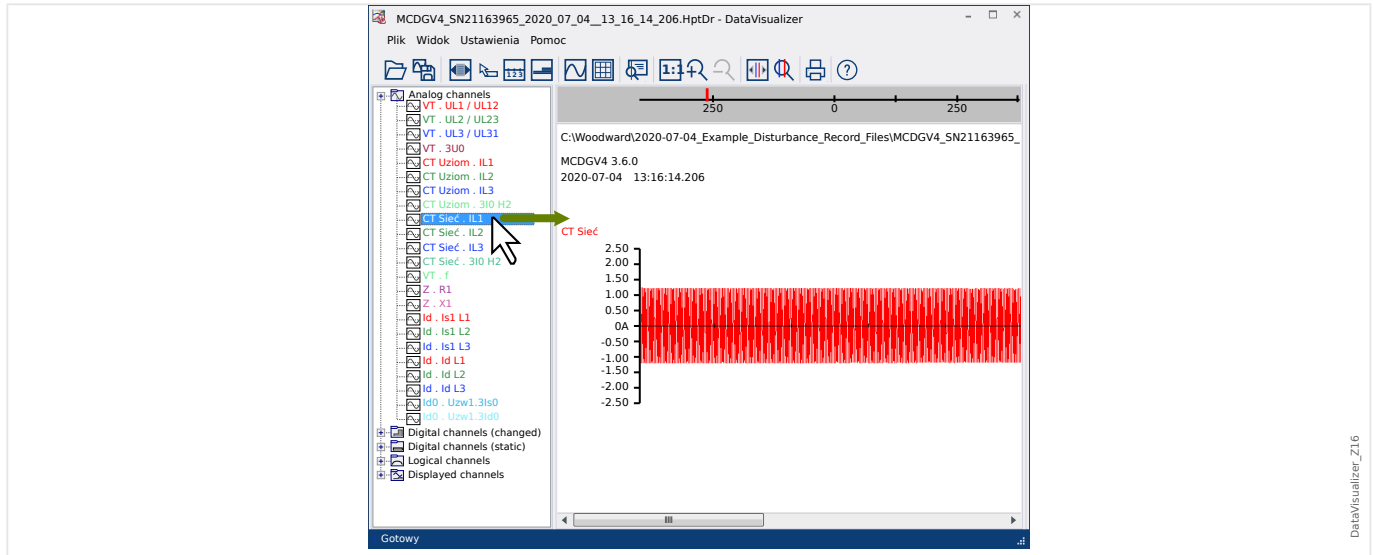 MCDGV4_SN21163965_2020_07_04__13_16_14_206.HptDr - DataVisualizer
Plik Widok Ustawienia Pomoc
1 2 3
1:1
Analog channels
VT . UL1 / UL12
VT . UL2 / UL23
VT . UL3 / UL31
VT . 3U0
CT Uziom . IL1
CT Uziom . IL2
CT Uziom . IL3
CT Uziom . 3I0 H2
CT Sieć . IL1
CT Sieć . IL2
CT Sieć . IL3
CT Sieć . 3I0 H2
VT . f
Z . R1
Z . X1
Id . Is1 L1
Id . Is1 L2
Id . Is1 L3
Id . Id L1
Id . Id L2
Id . Id L3
Id0 . Uzw1.3Is0
Id0 . Uzw1.3Id0
Digital channels (changed)
Digital channels (static)
Logical channels
Displayed channels
250 0 250
C:\Woodward\2020-07-04_Example_Disturbance_Record_Files\MCDGV4_SN21163965_
MCDGV4 3.6.0
2020-07-04 13:16:14.206
CT Sieć
2.50
2.00
1.50
1.00
0.50
0A
-0.50
-1.00
-1.50
-2.00
-2.50
Gotowy
DataVisualizer_Z16